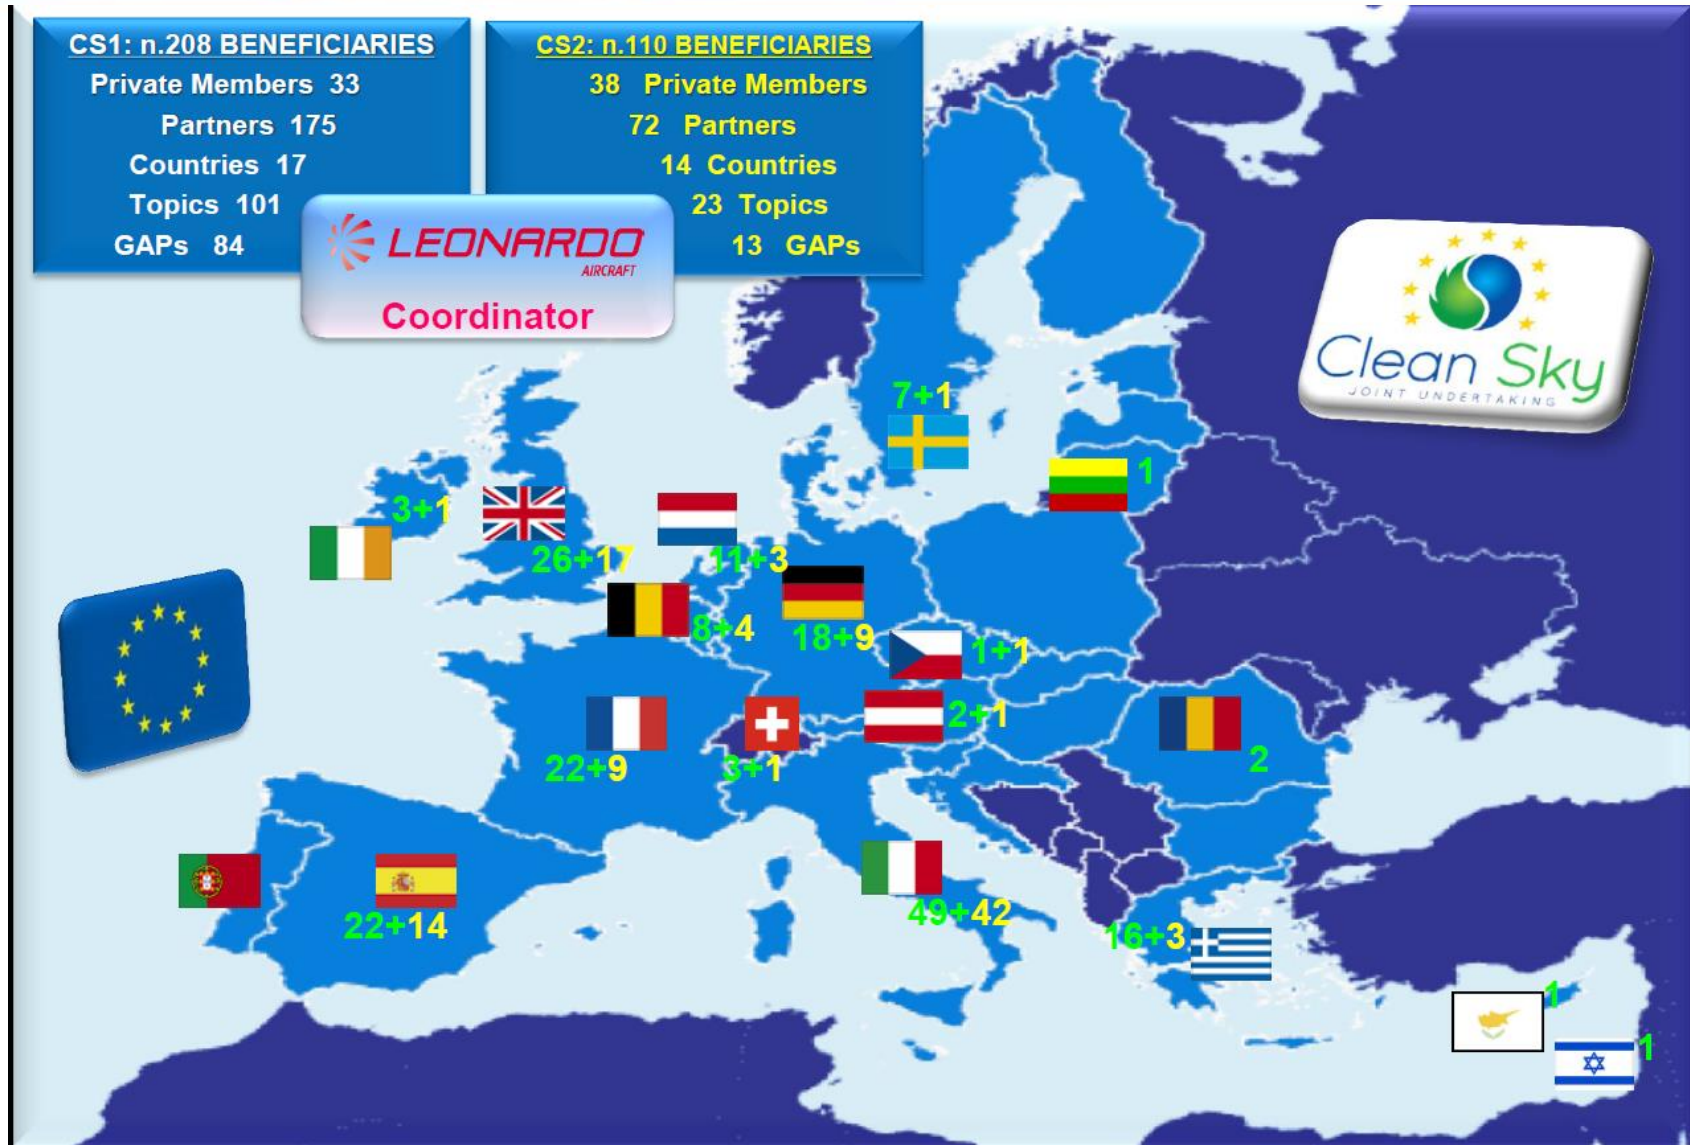 CS1: n.208 BENEFICIARIES
Private Members 33
Partners 175
Countries 17
Topics 101
GAPs 84
CS2: n.110 BENEFICIARIES
38 Private Members
72 Partners
14 Countries
23 Topics
13 GAPs
LEONARDO
AIRCRAFT
Coordinator
Clean Sky
JOINT UNDERTAKING
7+1
1
3+1
26+17
11+3
8+4
18+9
1+1
2+1
2
22+9
3+1
22+14
49+42
16+3
1
1